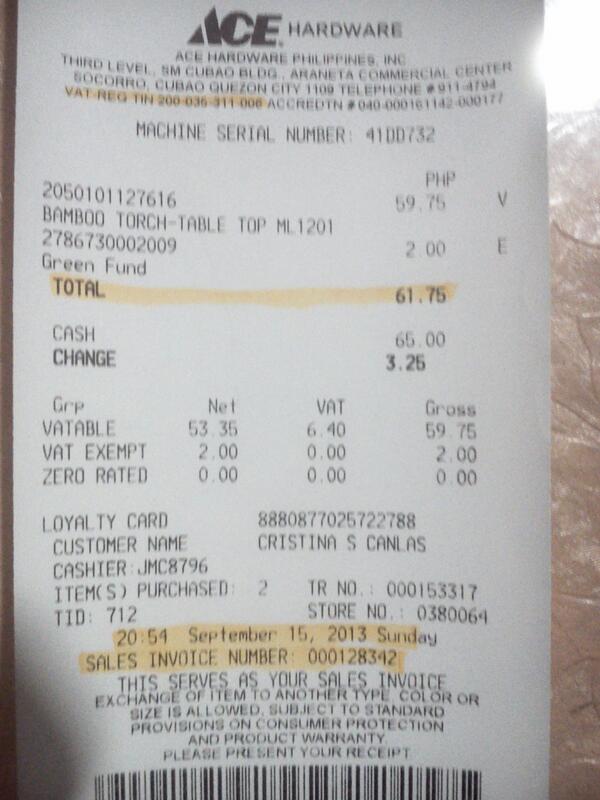 ACE HARDWARE
ACE HARDWARE PHILIPPINES, INC
THIRD LEVEL, SM CUBAO BLDG., ARANETA COMMERCIAL CENTER
SOCORRO, CUBAO QUEZON CITY 1109 TELEPHONE # 911-4794
VAT-REG TIN 200-035-311-006 ACCREDTN # 040-000161142-000177
MACHINE SERIAL NUMBER: 41DD732
PHP
2050101127616 59.75 V
BAMBOO TORCH-TABLE TOP ML1201
2786730002009 2.00 E
Green Fund
TOTAL 61.75
CASH 65.00
CHANGE 3.25
Grp Net VAT Gross
VATABLE 53.35 6.40 59.75
VAT EXEMPT 2.00 0.00 2.00
ZERO RATED 0.00 0.00 0.00
LOYALTY CARD 8880877025722788
CUSTOMER NAME CRISTINA S CANLAS
CASHIER:JMC8796
ITEM(S) PURCHASED: 2 TR NO.: 000153317
TID: 712 STORE NO.: 0380064
20:54 September 15, 2013 Sunday
SALES INVOICE NUMBER: 000128342
THIS SERVES AS YOUR SALES INVOICE
EXCHANGE OF ITEM TO ANOTHER TYPE, COLOR OR
SIZE IS ALLOWED, SUBJECT TO STANDARD
PROVISIONS ON CONSUMER PROTECTION
AND PRODUCT WARRANTY.
PLEASE PRESENT YOUR RECEIPT